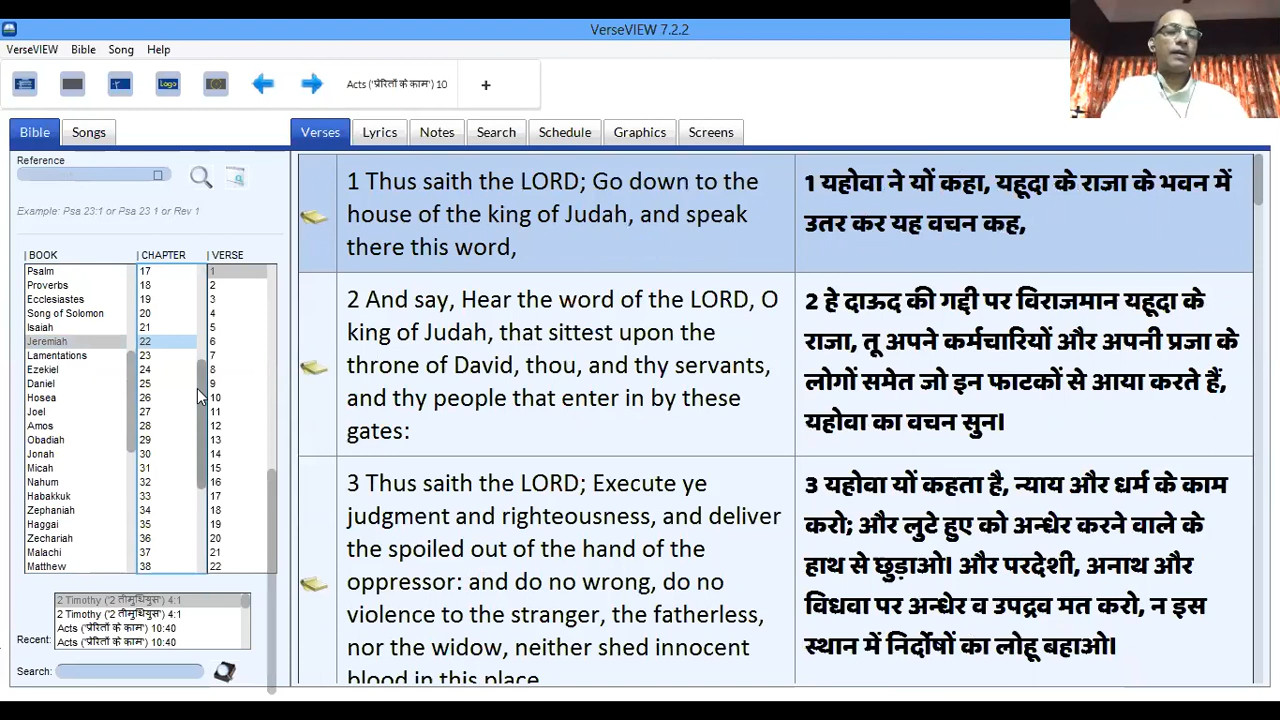 VerseVIEW 7.2.2
VerseVIEW Bible Song Help
Logo
Acts ('प्रेरितों के काम') 10
+
Bible Songs
Verses Lyrics Notes Search Schedule Graphics Screens
Reference
Example: Psa 23:1 or Psa 23 1 or Rev 1
| BOOK | CHAPTER | VERSE
Psalm 17 1
Proverbs 18 2
Ecclesiastes 19 3
Song of Solomon 20 4
Isaiah 21 5
Jeremiah 22 6
Lamentations 23 7
Ezekiel 24 8
Daniel 25 9
Hosea 26 10
Joel 27 11
Amos 28 12
Obadiah 29 13
Jonah 30 14
Micah 31 15
Nahum 32 16
Habakkuk 33 17
Zephaniah 34 18
Haggai 35 19
Zechariah 36 20
Malachi 37 21
Matthew 38 22
Recent:
2 Timothy ('2 तीमुथियुस') 4:1
2 Timothy ('2 तीमुथियुस') 4:1
Acts ('प्रेरितों के काम') 10:40
Acts ('प्रेरितों के काम') 10:40
Search:
1 Thus saith the LORD; Go down to the
house of the king of Judah, and speak
there this word,
1 यहोवा ने यों कहा, यहूदा के राजा के भवन में
उतर कर यह वचन कह,
2 And say, Hear the word of the LORD, O
king of Judah, that sittest upon the
throne of David, thou, and thy servants,
and thy people that enter in by these
gates:
2 हे दाऊद की गद्दी पर विराजमान यहूदा के
राजा, तू अपने कर्मचारियों और अपनी प्रजा के
लोगों समेत जो इन फाटकों से आया करते हैं,
यहोवा का वचन सुन।
3 Thus saith the LORD; Execute ye
judgment and righteousness, and deliver
the spoiled out of the hand of the
oppressor: and do no wrong, do no
violence to the stranger, the fatherless,
nor the widow, neither shed innocent
blood in this place
3 यहोवा यों कहता है, न्याय और धर्म के काम
करो; और लुटे हुए को अन्धेर करने वाले के
हाथ से छुड़ाओ। और परदेशी, अनाथ और
विधवा पर अन्धेर व उपद्रव मत करो, न इस
स्थान में निर्दोषों का लोहू बहाओ।